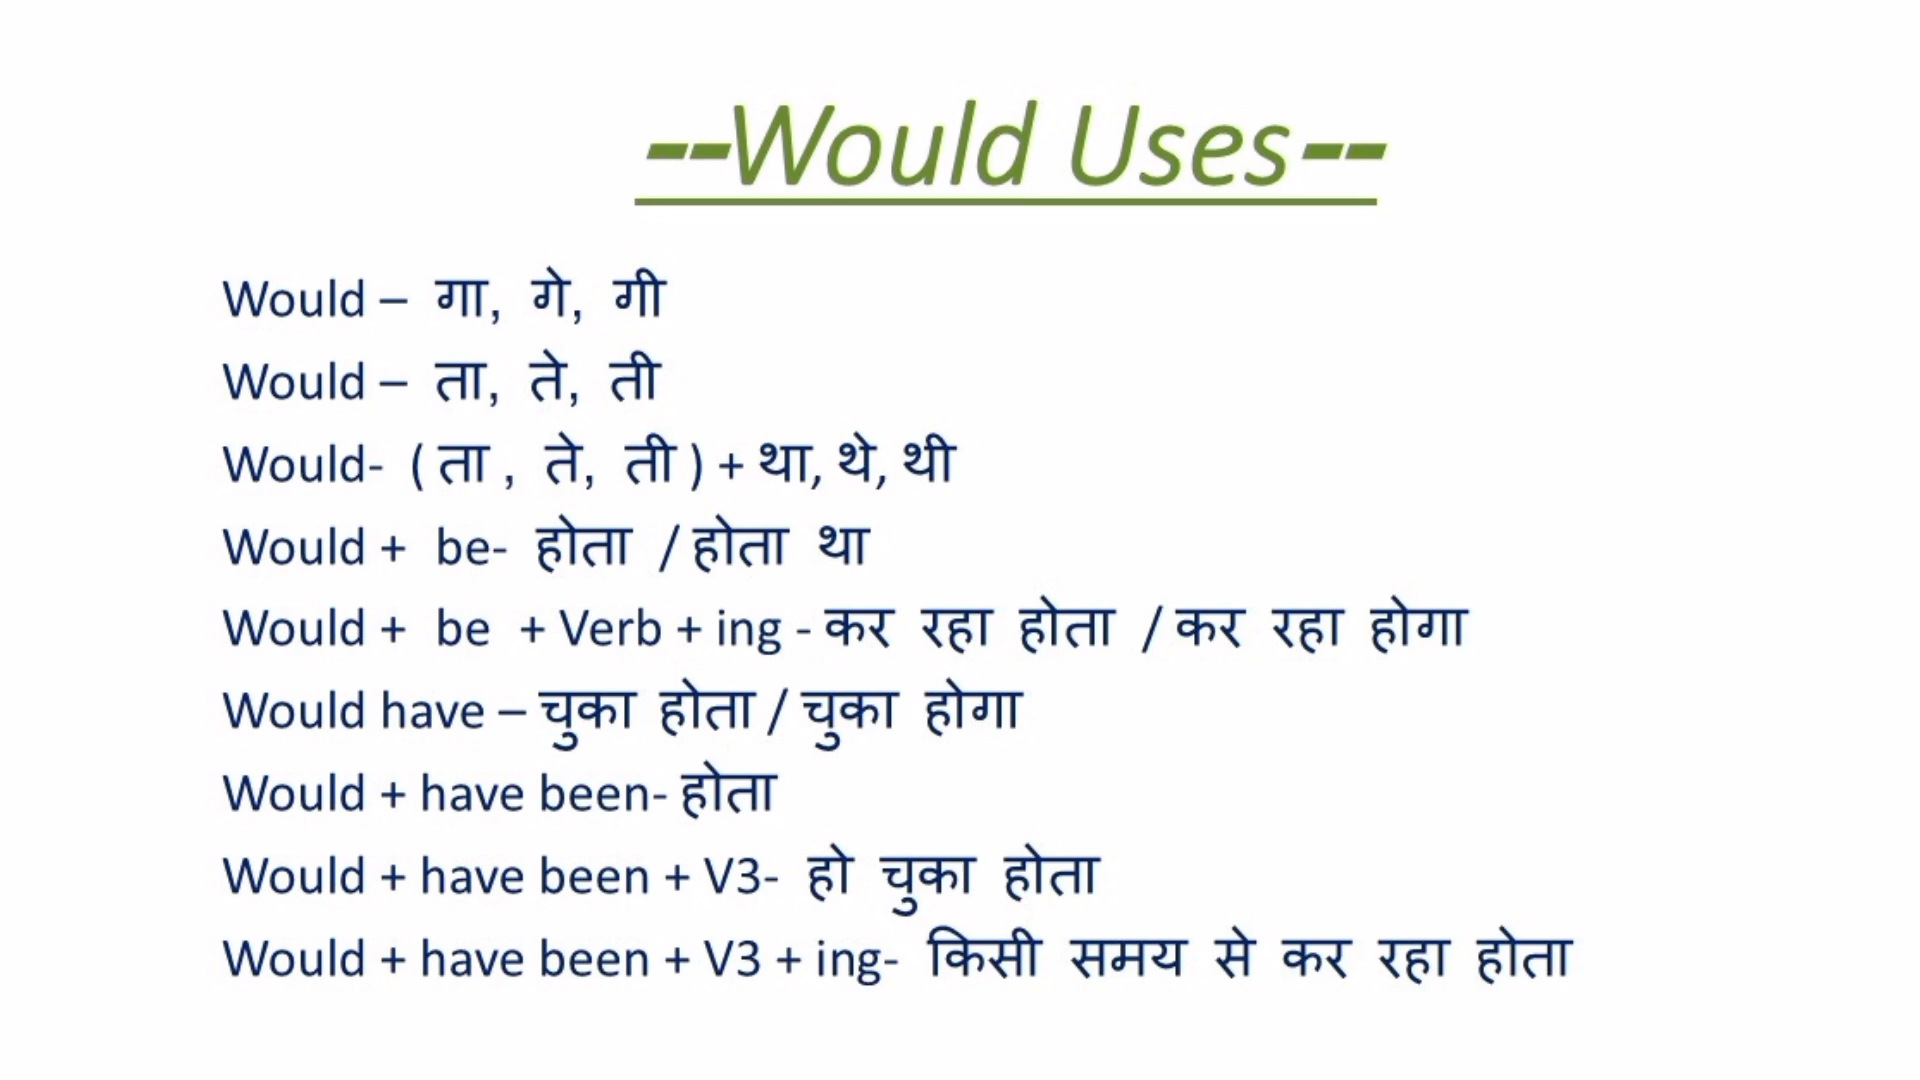 --Would Uses--
Would – गा, गे, गी
Would – ता, ते, ती
Would- ( ता , ते, ती ) + था, थे, थी
Would + be- होता / होता था
Would + be + Verb + ing - कर रहा होता / कर रहा होगा
Would have – चुका होता / चुका होगा
Would + have been- होता
Would + have been + V3- हो चुका होता
Would + have been + V3 + ing- किसी समय से कर रहा होता